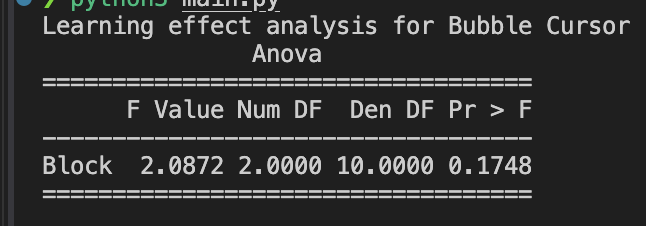 python3 main.py
Learning effect analysis for Bubble Cursor
Anova
==================================
F Value Num DF Den DF Pr > F
----------------------------------
Block 2.0872 2.0000 10.0000 0.1748
==================================